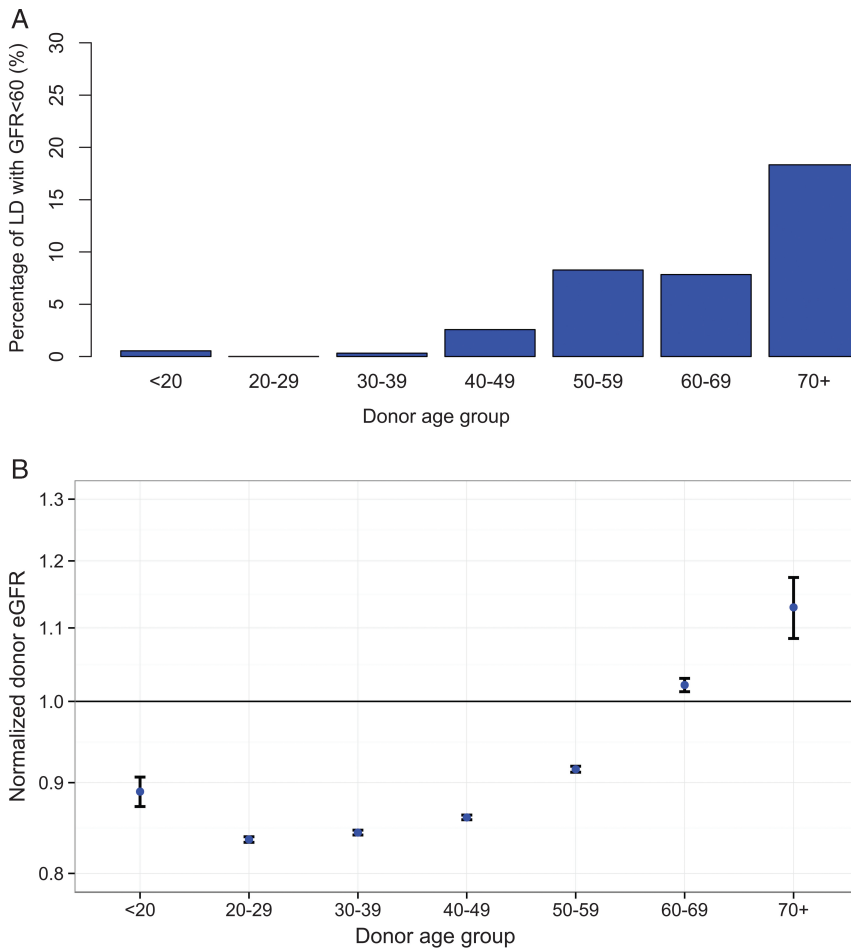 A
Percentage of LD with GFR<60 (%)
30
25
20
15
10
5
0
<20 20-29 30-39 40-49 50-59 60-69 70+
Donor age group
B
Normalized donor eGFR
1.3
1.2
1.1
1.0
0.9
0.8
<20 20-29 30-39 40-49 50-59 60-69 70+
Donor age group